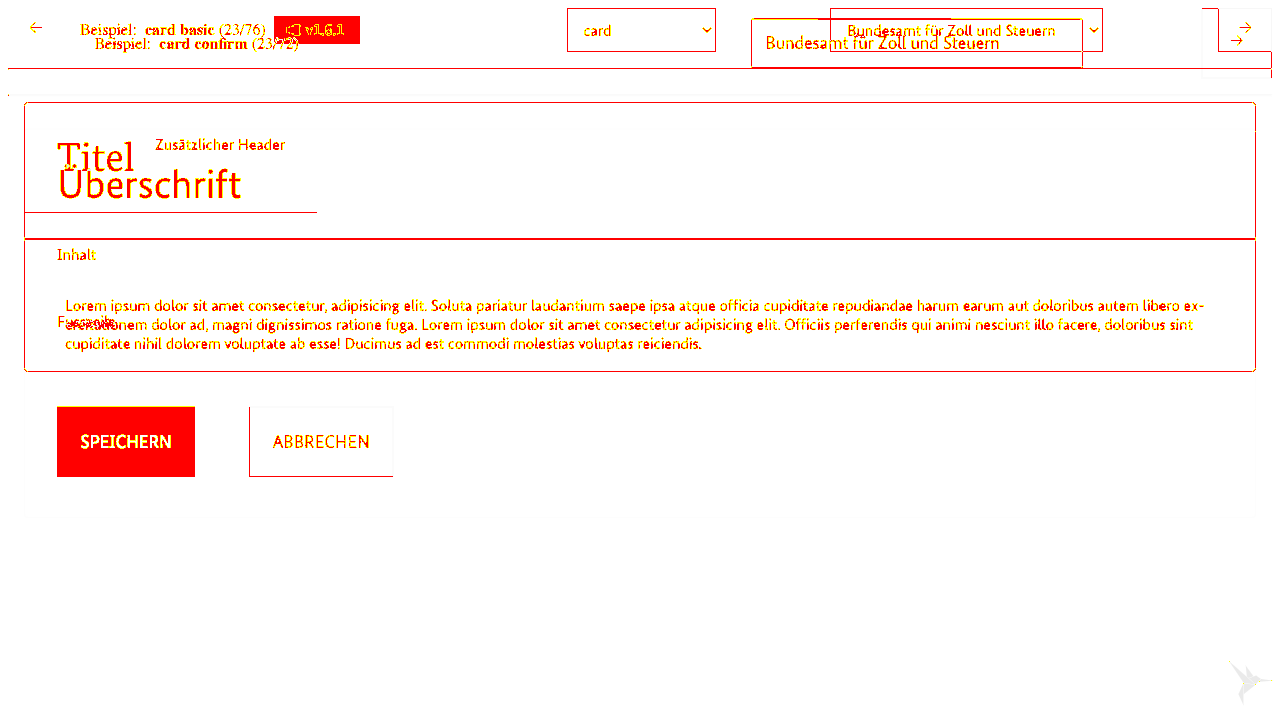 Beispiel: card basic (23/76)
v1.6.1
card
Bundesamt für Zoll und Steuern
Beispiel: card confirm (23/72)
Bundesamt für Zoll und Steuern
Zusätzlicher Header
Titel
Überschrift
Inhalt
Lorem ipsum dolor sit amet consectetur, adipisicing elit. Soluta pariatur laudantium saepe ipsa atque officia cupiditate repudiandae harum earum aut doloribus autem libero ex-
ercitationem dolor ad, magni dignissimos ratione fuga. Lorem ipsum dolor sit amet consectetur adipisicing elit. Officiis perferendis qui animi nesciunt illo facere, doloribus sint
cupiditate nihil dolorem voluptate ab esse! Ducimus ad est commodi molestias voluptas reiciendis.
SPEICHERN
ABBRECHEN